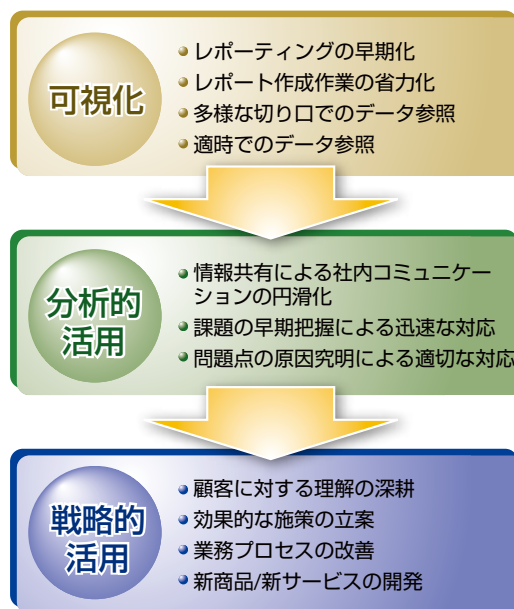 可視化
レポーティングの早期化
レポート作成作業の省力化
多様な切り口でのデータ参照
適時でのデータ参照
分析的
活用
情報共有による社内コミュニケー
ションの円滑化
課題の早期把握による迅速な対応
問題点の原因究明による適切な対応
戦略的
活用
顧客に対する理解の深耕
効果的な施策の立案
業務プロセスの改善
新商品/新サービスの開発